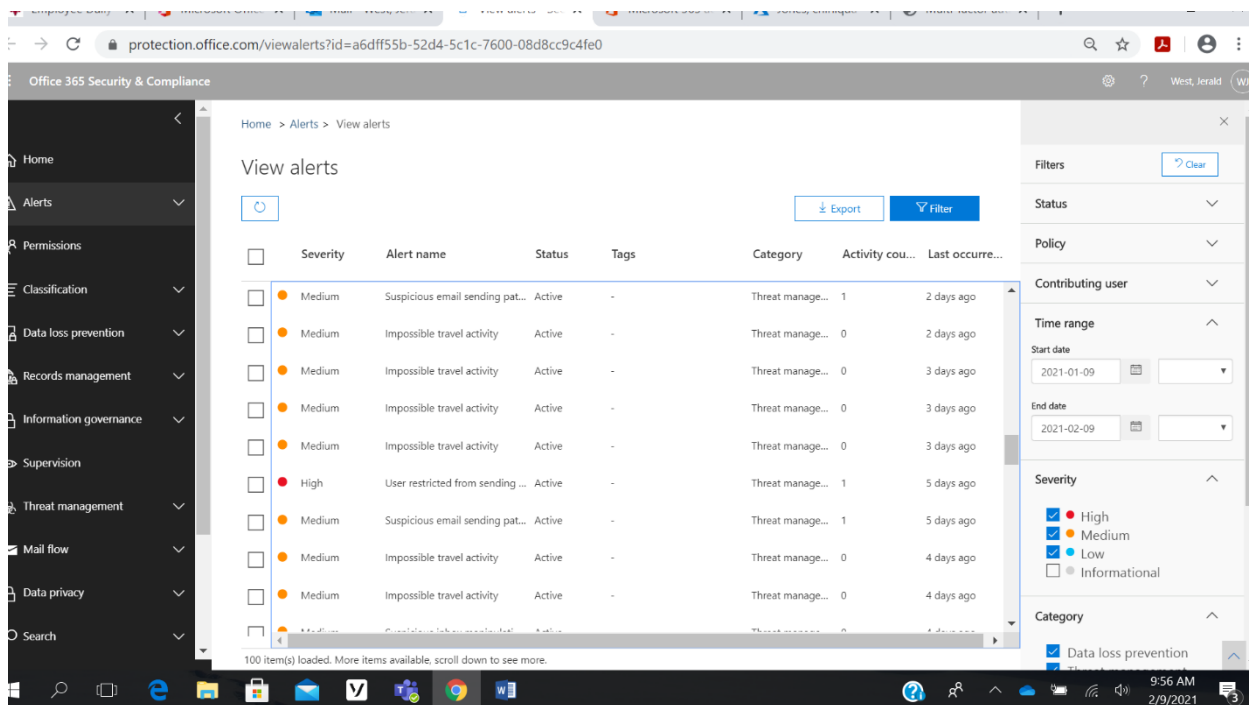 Microsoft Office
Mail - West, Je
protection.office.com/viewalerts?id=a6dff55b-52d4-5c1c-7600-08d8cc9c4fe0
Office 365 Security & Compliance
West, Jerald
Home > Alerts > View alerts
Home
Alerts
Permissions
Classification
Data loss prevention
Records management
Information governance
Supervision
Threat management
Mail flow
Data privacy
Search
View alerts
Export
Filter
Severity Alert name Status Tags Category Activity cou... Last occurre...
Medium Suspicious email sending pat... Active - Threat manage... 1 2 days ago
Medium Impossible travel activity Active - Threat manage... 0 2 days ago
Medium Impossible travel activity Active - Threat manage... 0 3 days ago
Medium Impossible travel activity Active - Threat manage... 0 3 days ago
Medium Impossible travel activity Active - Threat manage... 0 3 days ago
High User restricted from sending ... Active - Threat manage... 1 5 days ago
Medium Suspicious email sending pat... Active - Threat manage... 1 5 days ago
Medium Impossible travel activity Active - Threat manage... 0 4 days ago
Medium Impossible travel activity Active - Threat manage... 0 4 days ago
100 item(s) loaded. More items available, scroll down to see more.
Filters
Clear
Status
Policy
Contributing user
Time range
Start date
2021-01-09
End date
2021-02-09
Severity
High
Medium
Low
Informational
Category
Data loss prevention
9:56 AM
2/9/2021